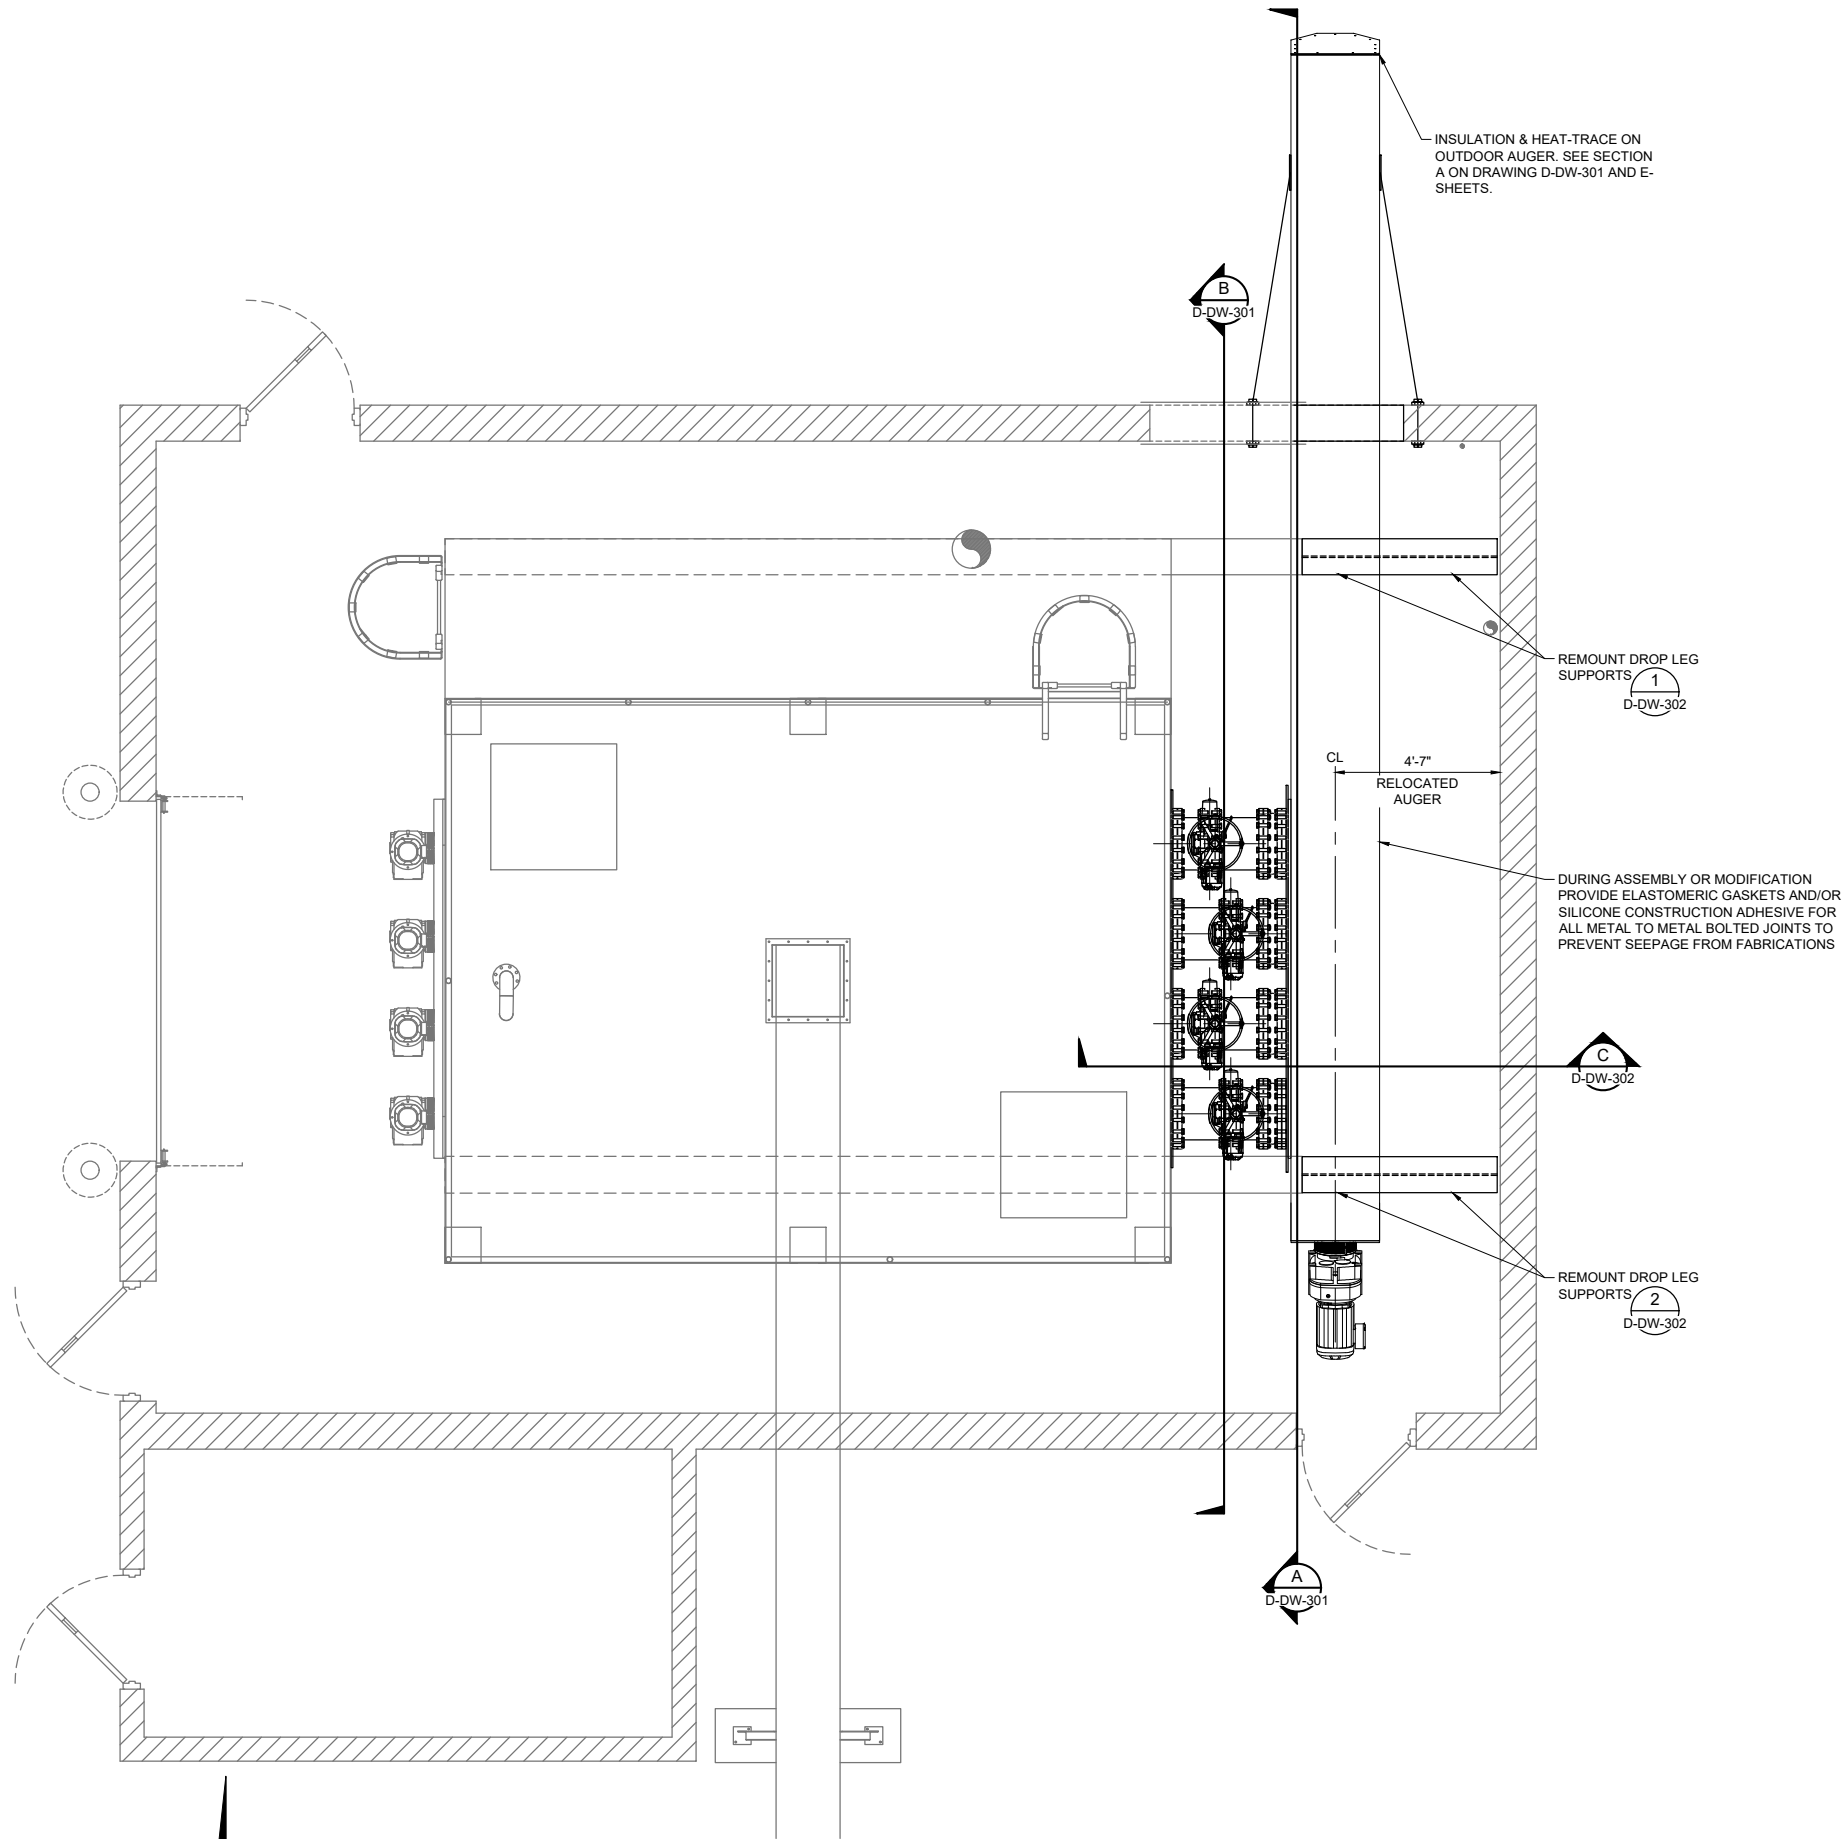 INSULATION & HEAT-TRACE ON
OUTDOOR AUGER. SEE SECTION
A ON DRAWING D-DW-301 AND E-
SHEETS.
B
D-DW-301
REMOUNT DROP LEG
SUPPORTS
1
D-DW-302
CL
4'-7"
RELOCATED
AUGER
DURING ASSEMBLY OR MODIFICATION
PROVIDE ELASTOMERIC GASKETS AND/OR
SILICONE CONSTRUCTION ADHESIVE FOR
ALL METAL TO METAL BOLTED JOINTS TO
PREVENT SEEPAGE FROM FABRICATIONS
C
D-DW-302
REMOUNT DROP LEG
SUPPORTS
2
D-DW-302
A
D-DW-301